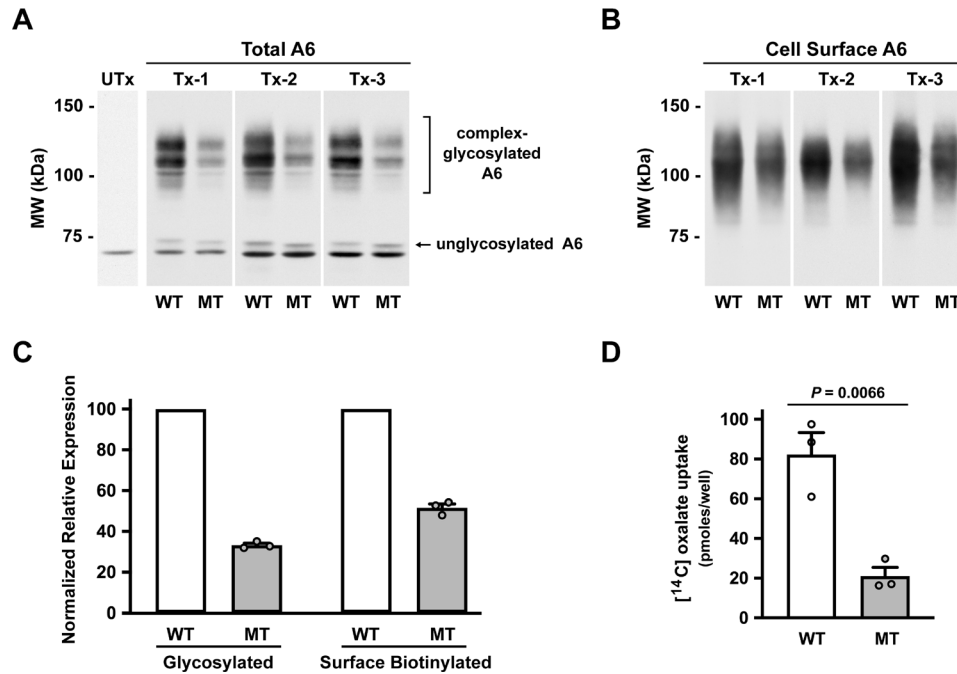 A
Total A6
UTx Tx-1 Tx-2 Tx-3
150 -
100 -
75 -
MW (kDa)
complex-
glycosylated
A6
← unglycosylated A6
WT MT WT MT WT MT
B
Cell Surface A6
Tx-1 Tx-2 Tx-3
150 -
100 -
75 -
MW (kDa)
WT MT WT MT WT MT
C
Normalized Relative Expression
100
80
60
40
20
0
WT MT WT MT
Glycosylated Surface Biotinylated
D
P = 0.0066
[¹⁴C] oxalate uptake
(pmoles/well)
100
80
60
40
20
0
WT MT